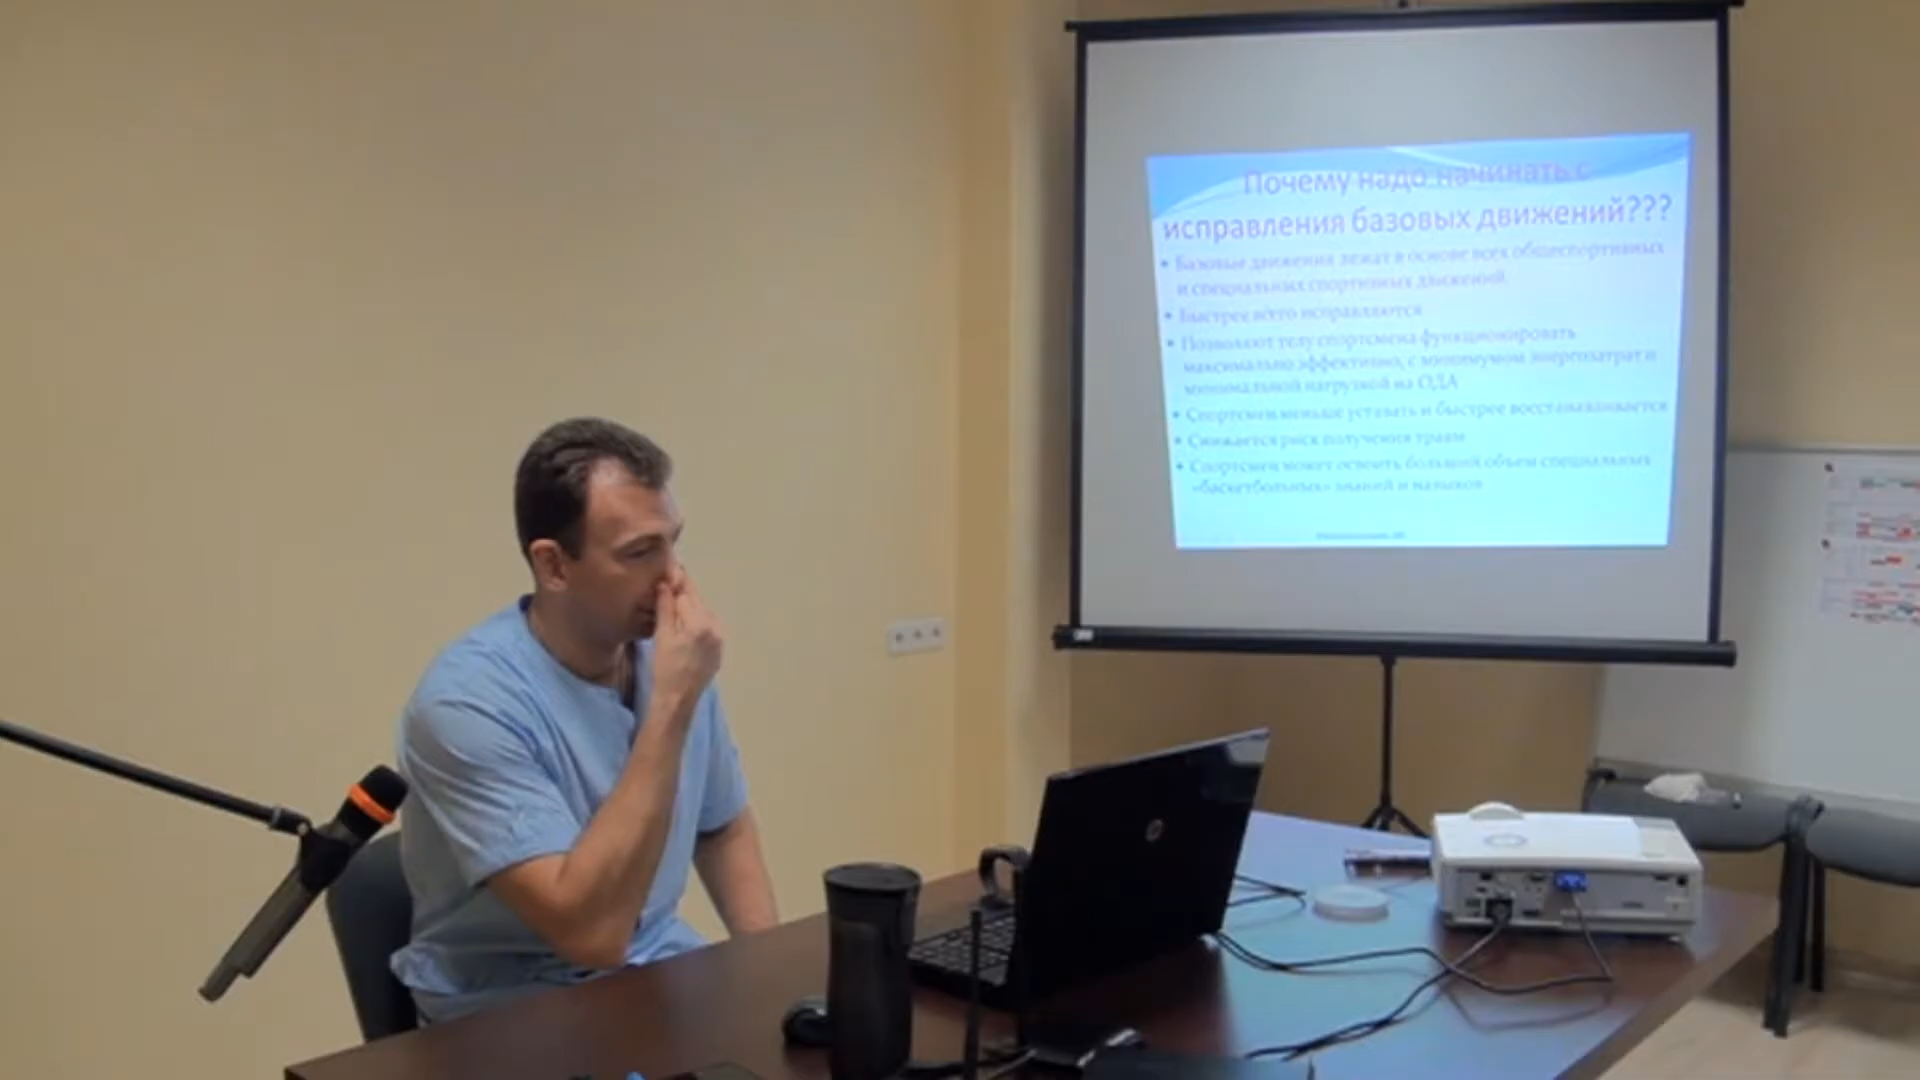 Почему надо начинать с
исправления базовых движений???
• Базовые движения лежат в основе всех общеспортивных
и специальных спортивных движений.
• Быстрее всего исправляются
• Позволяют телу спортсмена функционировать
максимально эффективно, с минимумом энергозатрат и
минимальной нагрузкой на ОДА
• Спортсмен меньше уставать и быстрее восстанавливается
• Снижается риск получения травм
• Спортсмен может освоить больший объем специальных
«баскетбольных» знаний и навыков